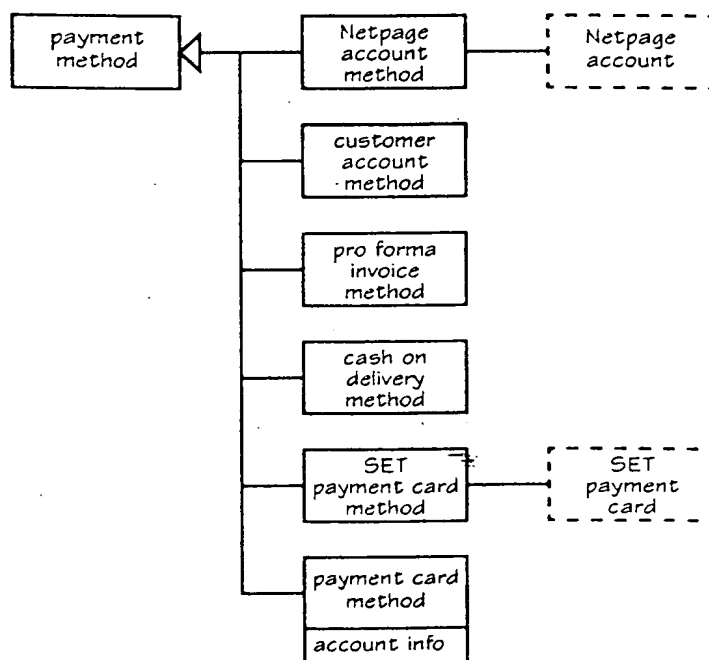 payment
method
Netpage
account
method
Netpage
account
customer
account
method
pro forma
invoice
method
cash on
delivery
method
SET
payment card
method
SET
payment
card
payment card
method
account info